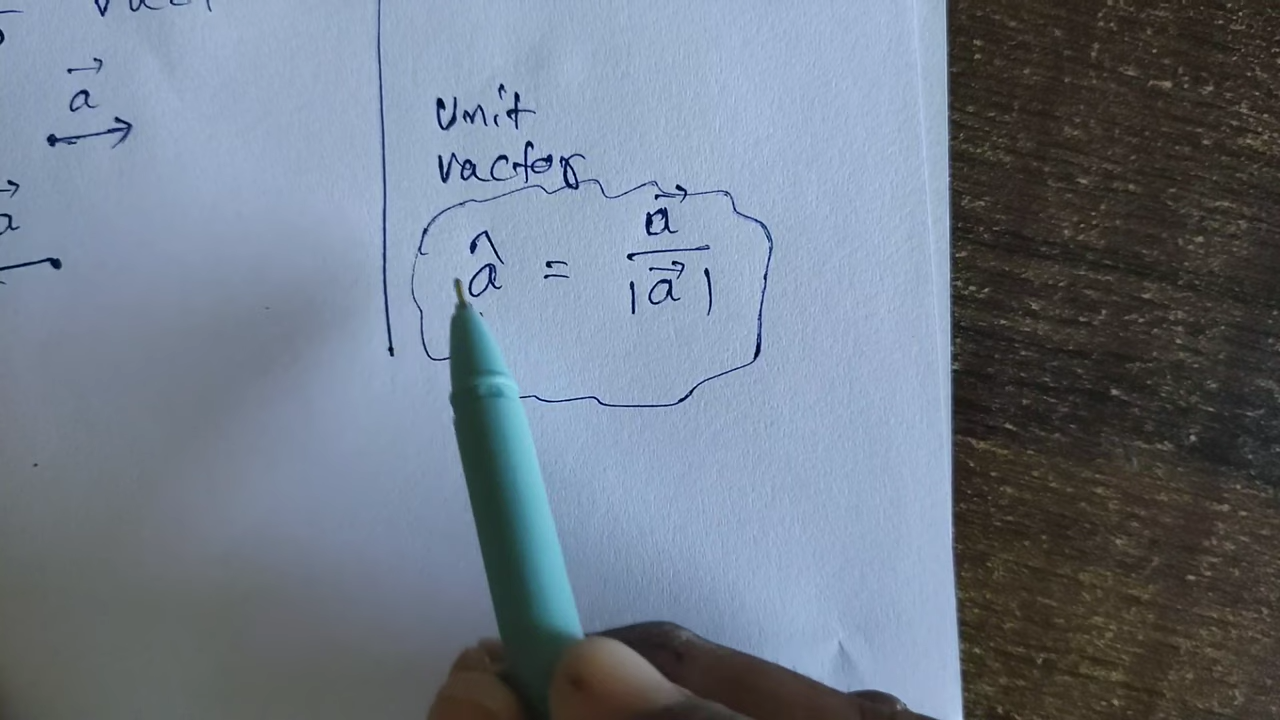 a⃗
a⃗
unit
vactor
â = a⃗ / |a⃗|